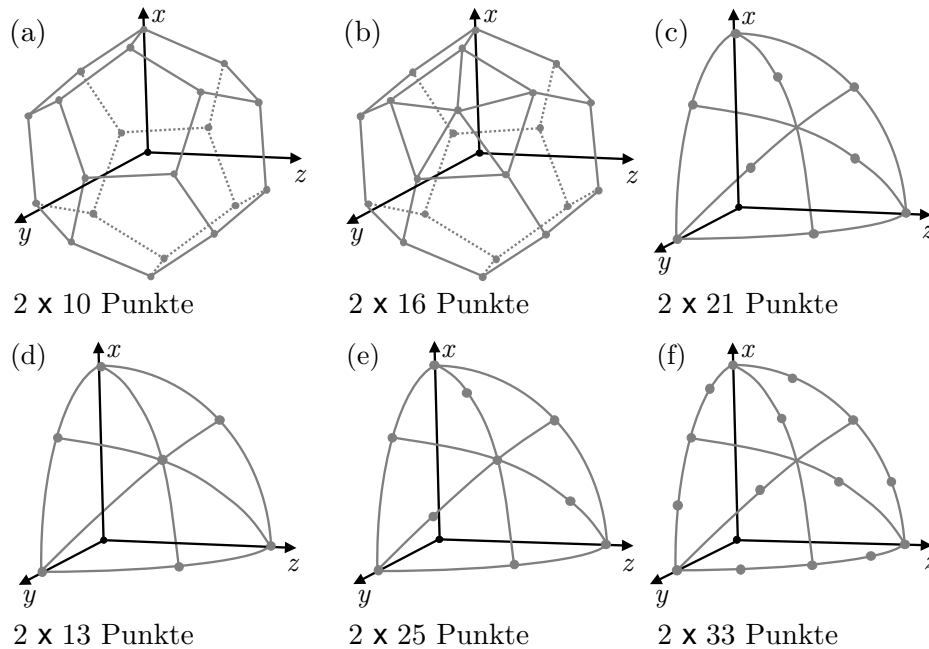 (a)
x
y
z
2 x 10 Punkte
(b)
x
y
z
2 x 16 Punkte
(c)
x
y
z
2 x 21 Punkte
(d)
x
y
z
2 x 13 Punkte
(e)
x
y
z
2 x 25 Punkte
(f)
x
y
z
2 x 33 Punkte